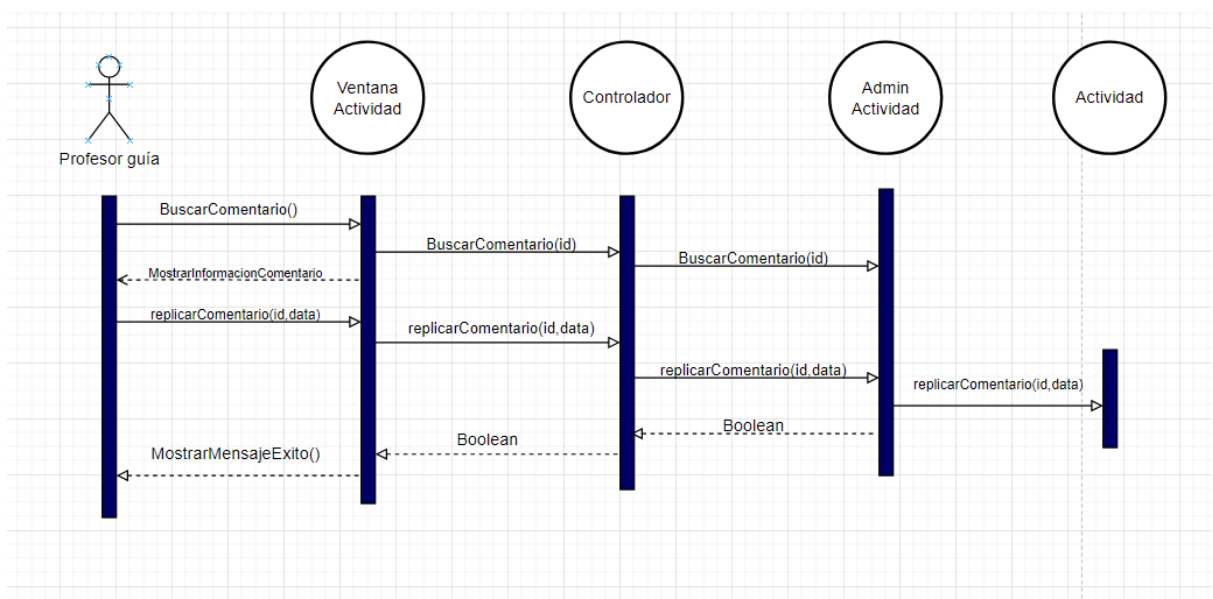 Ventana
Actividad
Controlador
Admin
Actividad
Actividad
Profesor guía
BuscarComentario()
BuscarComentario(id)
BuscarComentario(id)
MostrarInformacionComentario
replicarComentario(id,data)
replicarComentario(id,data)
replicarComentario(id,data)
replicarComentario(id,data)
Boolean
Boolean
MostrarMensajeExito()